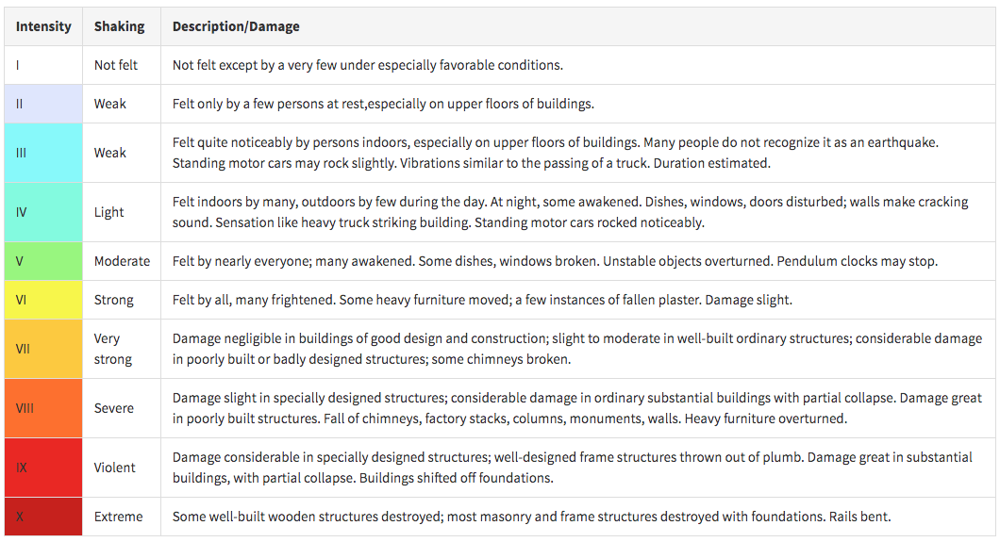 Intensity Shaking Description/Damage
I Not felt Not felt except by a very few under especially favorable conditions.
II Weak Felt only by a few persons at rest,especially on upper floors of buildings.
III Weak Felt quite noticeably by persons indoors, especially on upper floors of buildings. Many people do not recognize it as an earthquake.
Standing motor cars may rock slightly. Vibrations similar to the passing of a truck. Duration estimated.
IV Light Felt indoors by many, outdoors by few during the day. At night, some awakened. Dishes, windows, doors disturbed; walls make cracking
sound. Sensation like heavy truck striking building. Standing motor cars rocked noticeably.
V Moderate Felt by nearly everyone; many awakened. Some dishes, windows broken. Unstable objects overturned. Pendulum clocks may stop.
VI Strong Felt by all, many frightened. Some heavy furniture moved; a few instances of fallen plaster. Damage slight.
VII Very
strong Damage negligible in buildings of good design and construction; slight to moderate in well-built ordinary structures; considerable damage
in poorly built or badly designed structures; some chimneys broken.
VIII Severe Damage slight in specially designed structures; considerable damage in ordinary substantial buildings with partial collapse. Damage great
in poorly built structures. Fall of chimneys, factory stacks, columns, monuments, walls. Heavy furniture overturned.
IX Violent Damage considerable in specially designed structures; well-designed frame structures thrown out of plumb. Damage great in substantial
buildings, with partial collapse. Buildings shifted off foundations.
X Extreme Some well-built wooden structures destroyed; most masonry and frame structures destroyed with foundations. Rails bent.